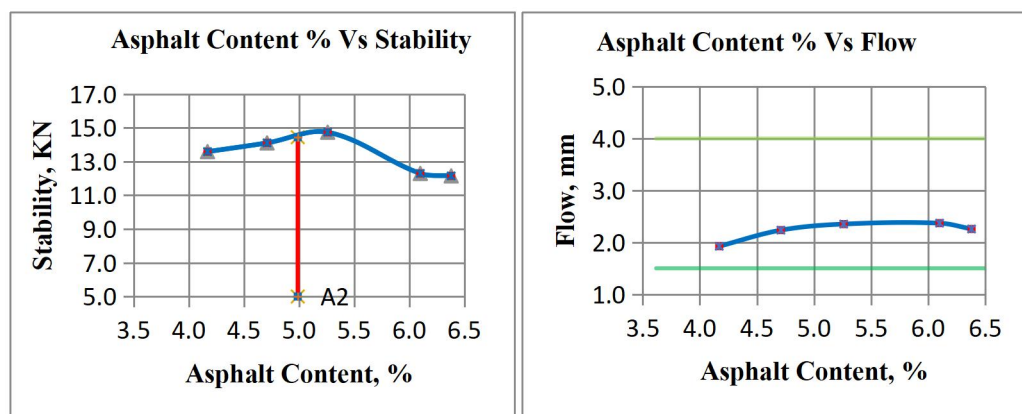 Asphalt Content % Vs Stability
17.0
15.0
13.0
11.0
9.0
7.0
5.0
Stability, KN
A2
3.5 4.0 4.5 5.0 5.5 6.0 6.5
Asphalt Content, %
Asphalt Content % Vs Flow
5.0
4.0
3.0
2.0
1.0
Flow, mm
3.5 4.0 4.5 5.0 5.5 6.0 6.5
Asphalt Content, %